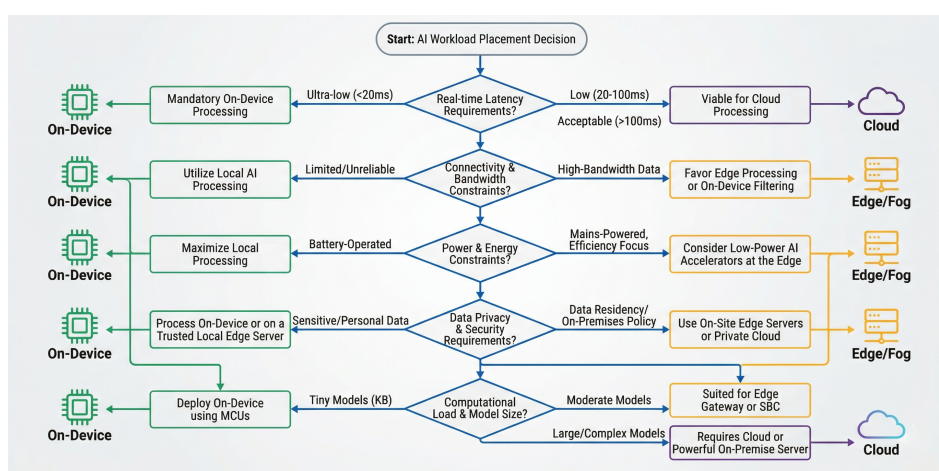 Start: AI Workload Placement Decision
On-Device
Mandatory On-Device
Processing
Ultra-low (<20ms)
Real-time Latency
Requirements?
Low (20-100ms)
Acceptable (>100ms)
Viable for Cloud
Processing
Cloud
On-Device
Utilize Local AI
Processing
Limited/Unreliable
Connectivity &
Bandwidth
Constraints?
High-Bandwidth Data
Favor Edge Processing
or On-Device Filtering
Edge/Fog
On-Device
Maximize Local
Processing
Battery-Operated
Power & Energy
Constraints?
Mains-Powered,
Efficiency Focus
Consider Low-Power AI
Accelerators at the Edge
Edge/Fog
On-Device
Process On-Device or on a
Trusted Local Edge Server
Sensitive/Personal Data
Data Privacy
& Security
Requirements?
Data Residency/
On-Premises Policy
Use On-Site Edge Servers
or Private Cloud
Edge/Fog
On-Device
Deploy On-Device
using MCUs
Tiny Models (KB)
Computational
Load & Model Size?
Moderate Models
Suited for Edge
Gateway or SBC
Large/Complex Models
Requires Cloud or
Powerful On-Premise Server
Cloud